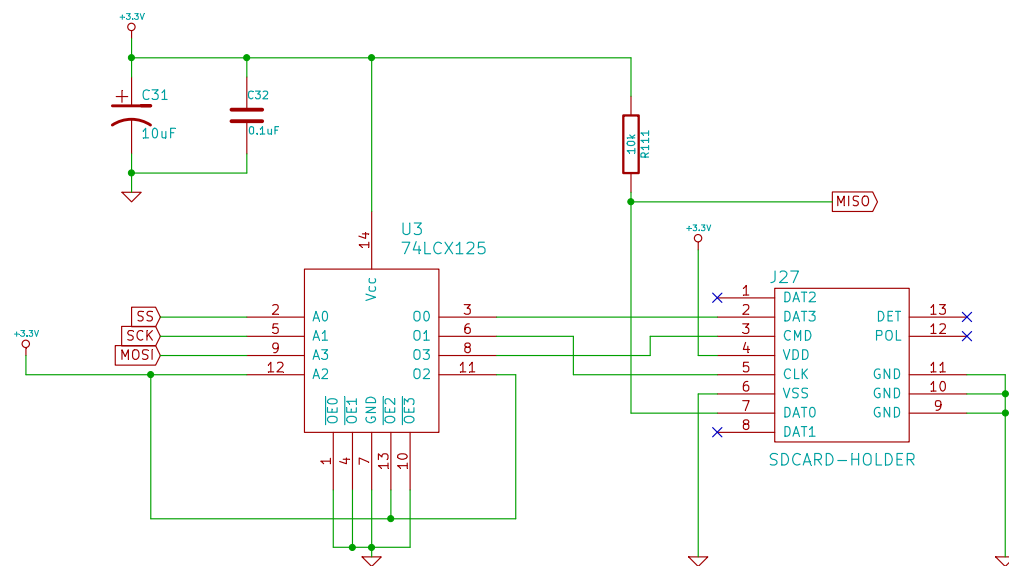 +3.3V
C31
10uF
C32
0.1uF
10k
R111
MISO
U3
74LCX125
14
Vcc
+3.3V
J27
SS 2 A0 O0 3
SCK 5 A1 O1 6
MOSI 9 A3 O3 8
+3.3V
12 A2 O2 11
OE0 OE1 GND OE2 OE3
1 4 7 13 10
1 DAT2
2 DAT3 DET 13
3 CMD POL 12
4 VDD
5 CLK GND 11
6 VSS GND 10
7 DAT0 GND 9
8 DAT1
SDCARD-HOLDER